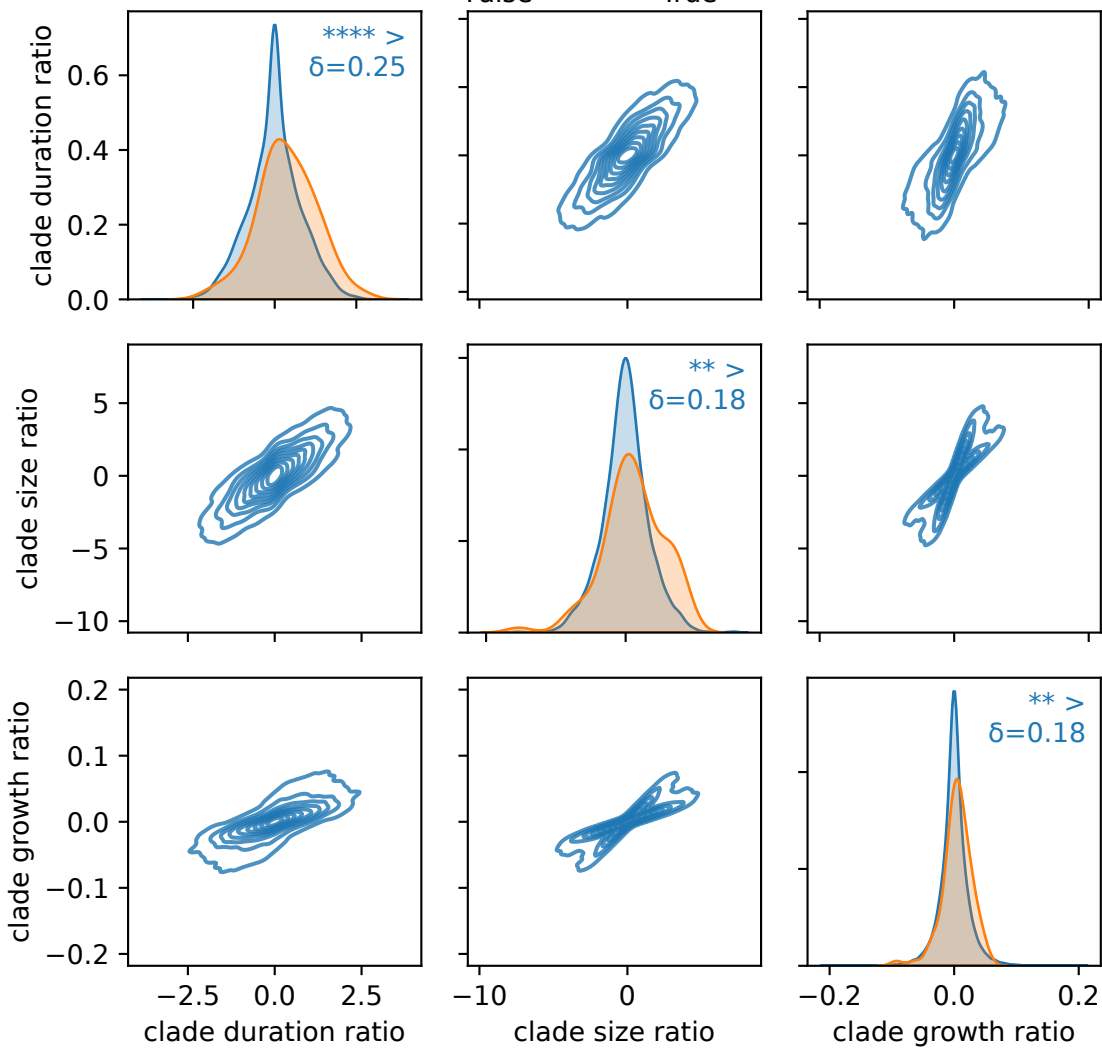 clade duration ratio
0.6
0.4
0.2
0.0
**** >
δ=0.25
clade size ratio
5
0
−5
−10
** >
δ=0.18
clade growth ratio
0.2
0.1
0.0
−0.1
−0.2
** >
δ=0.18
−2.5 0.0 2.5
−10 0
−0.2 0.0 0.2
clade duration ratio
clade size ratio
clade growth ratio